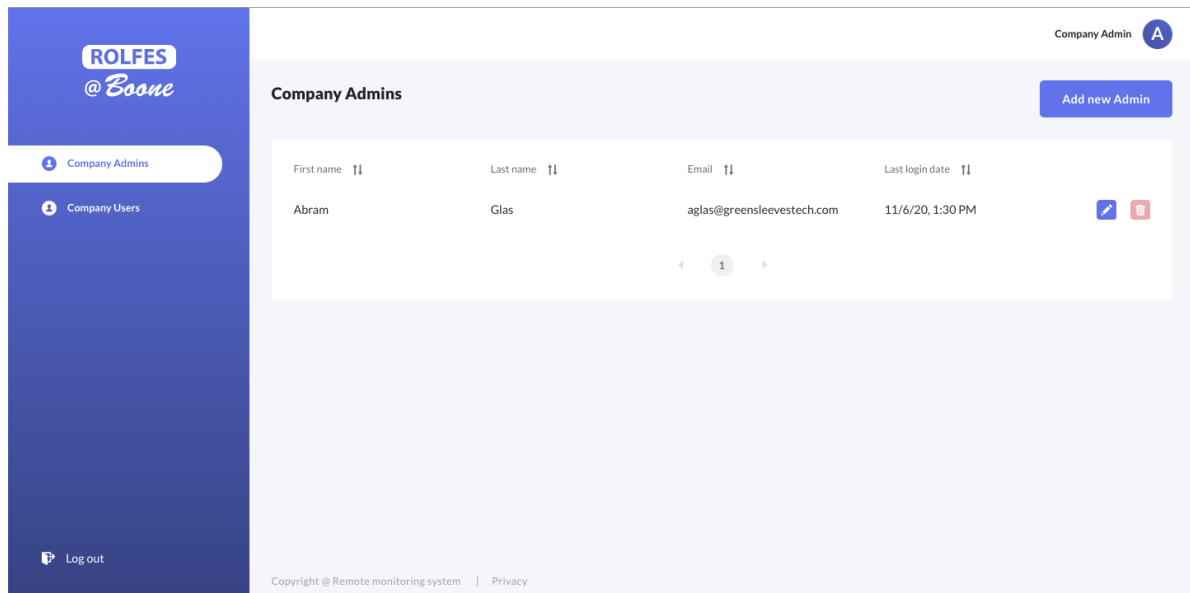 ROLFES
@ Boone
Company Admin A
Company Admins
Add new Admin
Company Admins
Company Users
First name Last name Email Last login date
Abram Glas aglas@greensleevestech.com 11/6/20, 1:30 PM
1
Log out
Copyright @ Remote monitoring system | Privacy